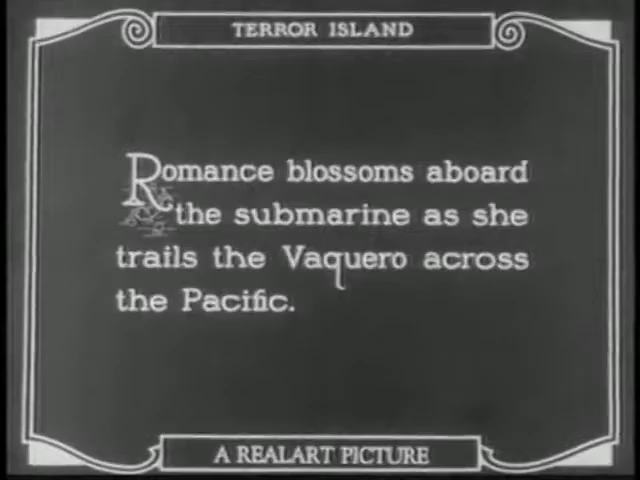 TERROR ISLAND
Romance blossoms aboard
the submarine as she
trails the Vaquero across
the Pacific.
A REALART PICTURE